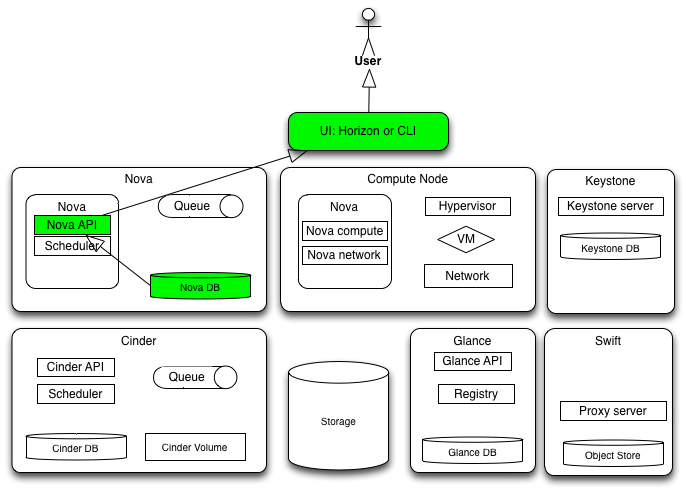 User
UI: Horizon or CLI
Nova
Nova
Nova API
Scheduler
Queue
Nova DB
Compute Node
Nova
Nova compute
Nova network
Hypervisor
VM
Network
Keystone
Keystone server
Keystone DB
Cinder
Cinder API
Scheduler
Queue
Cinder DB
Cinder Volume
Storage
Glance
Glance API
Registry
Glance DB
Swift
Proxy server
Object Store